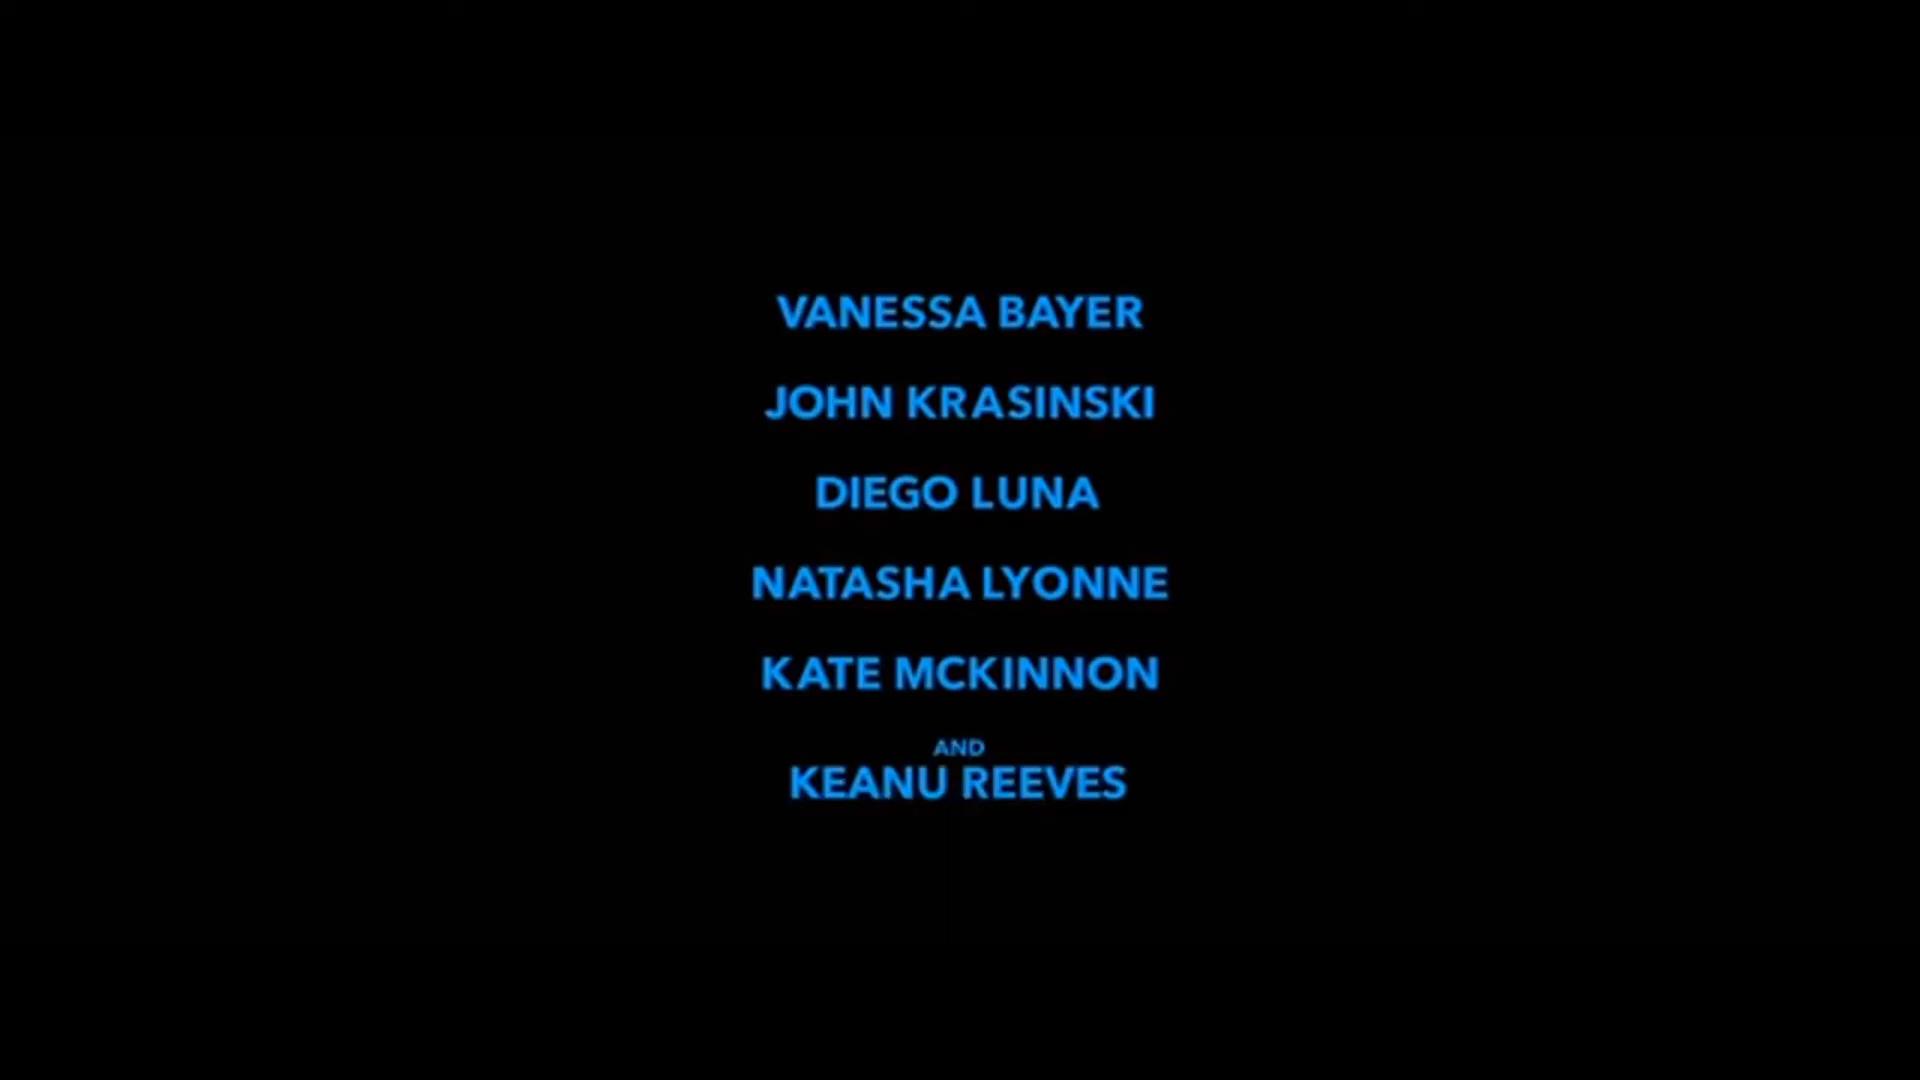 VANESSA BAYER
JOHN KRASINSKI
DIEGO LUNA
NATASHA LYONNE
KATE MCKINNON
AND
KEANU REEVES